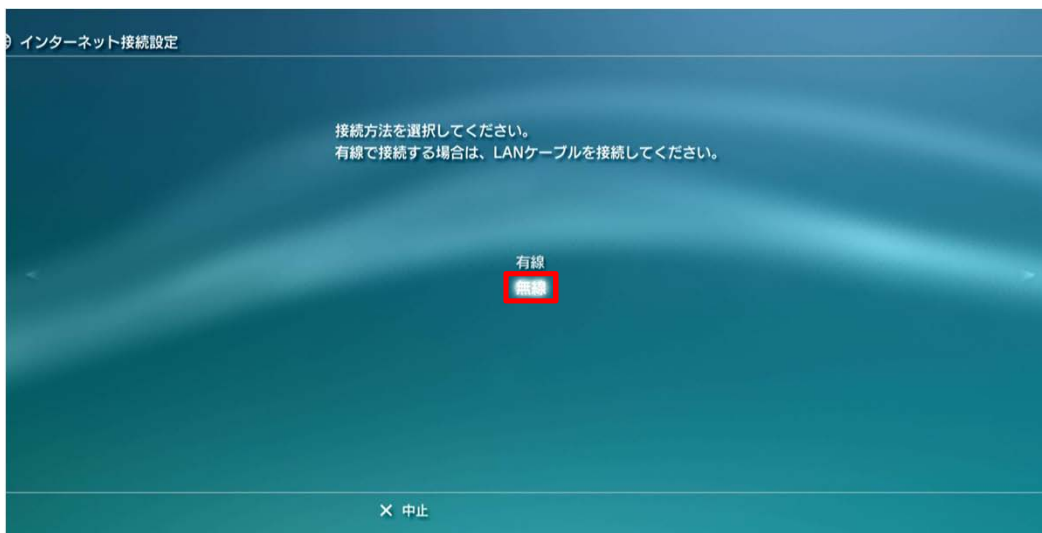 インターネット接続設定
接続方法を選択してください。
有線で接続する場合は、LANケーブルを接続してください。
有線
無線
✕ 中止